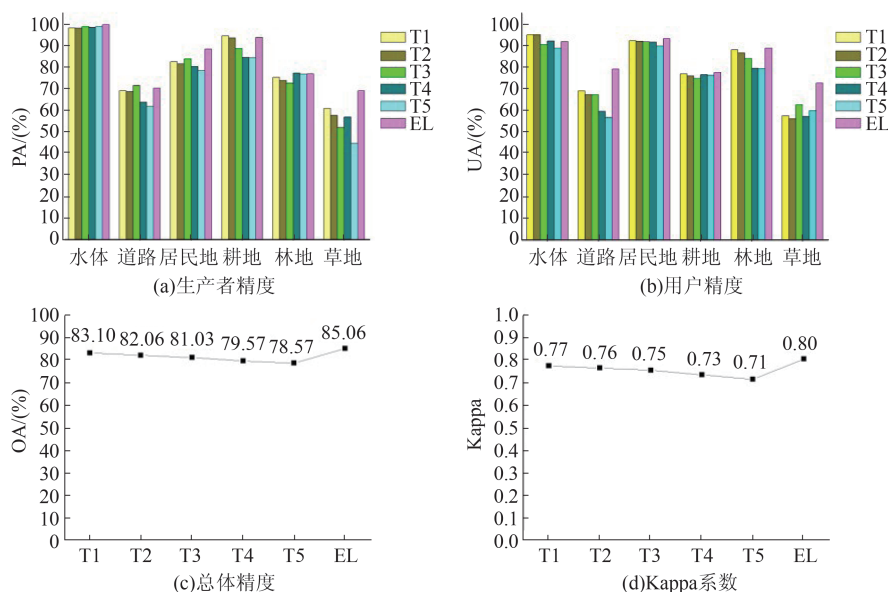 100
90
80
70
60
50
40
30
20
10
0
PA/(%)
T1
T2
T3
T4
T5
EL
水体 道路 居民地 耕地 林地 草地
(a)生产者精度
100
90
80
70
60
50
40
30
20
10
0
UA/(%)
T1
T2
T3
T4
T5
EL
水体 道路 居民地 耕地 林地 草地
(b)用户精度
100
90
80
70
60
50
40
30
20
10
0
OA/(%)
83.10 82.06 81.03 79.57 78.57 85.06
T1 T2 T3 T4 T5 EL
(c)总体精度
1.0
0.9
0.8
0.7
0.6
0.5
0.4
0.3
0.2
0.1
0.0
Kappa
0.77 0.76 0.75 0.73 0.71 0.80
T1 T2 T3 T4 T5 EL
(d)Kappa系数